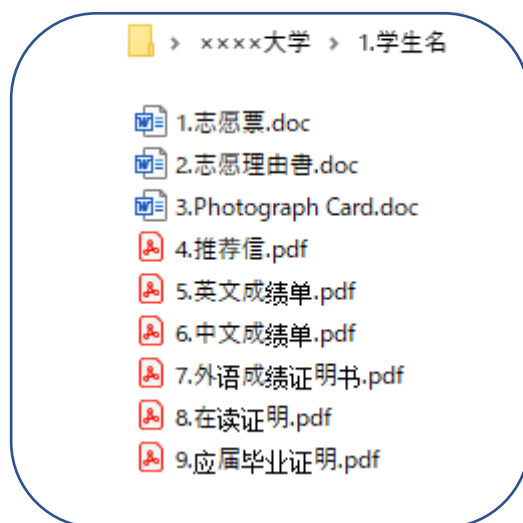 > ××××大学 > 1.学生名
1.志愿票.doc
2.志愿理由書.doc
3.Photograph Card.doc
4.推荐信.pdf
5.英文成绩单.pdf
6.中文成绩单.pdf
7.外语成绩证明书.pdf
8.在读证明.pdf
9.应届毕业证明.pdf